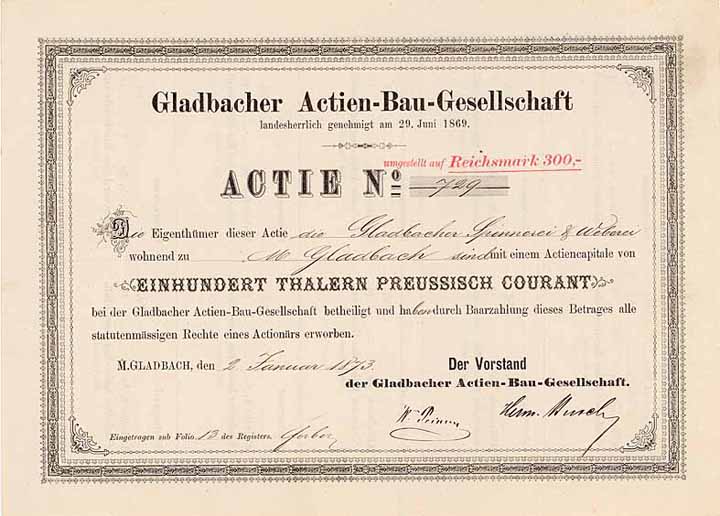 Gladbacher Actien-Bau-Gesellschaft
landesherrlich genehmigt am 29. Juni 1869.
umgestellt auf Reichsmark 300,-
ACTIE No 729
Die Eigenthümer dieser Actie die Gladbacher Spinnerei & Weberei
wohnend zu M Gladbach sind mit einem Actiencapitale von
EINHUNDERT THALERN PREUSSISCH COURANT
bei der Gladbacher Actien-Bau-Gesellschaft betheiligt und haben durch Baarzahlung dieses Betrages alle
statutenmässigen Rechte eines Actionärs erworben.
M.GLADBACH, den 2 Januar 1873.
Der Vorstand
der Gladbacher Actien-Bau-Gesellschaft.
Eingetragen sub Folio 13 des Registers.